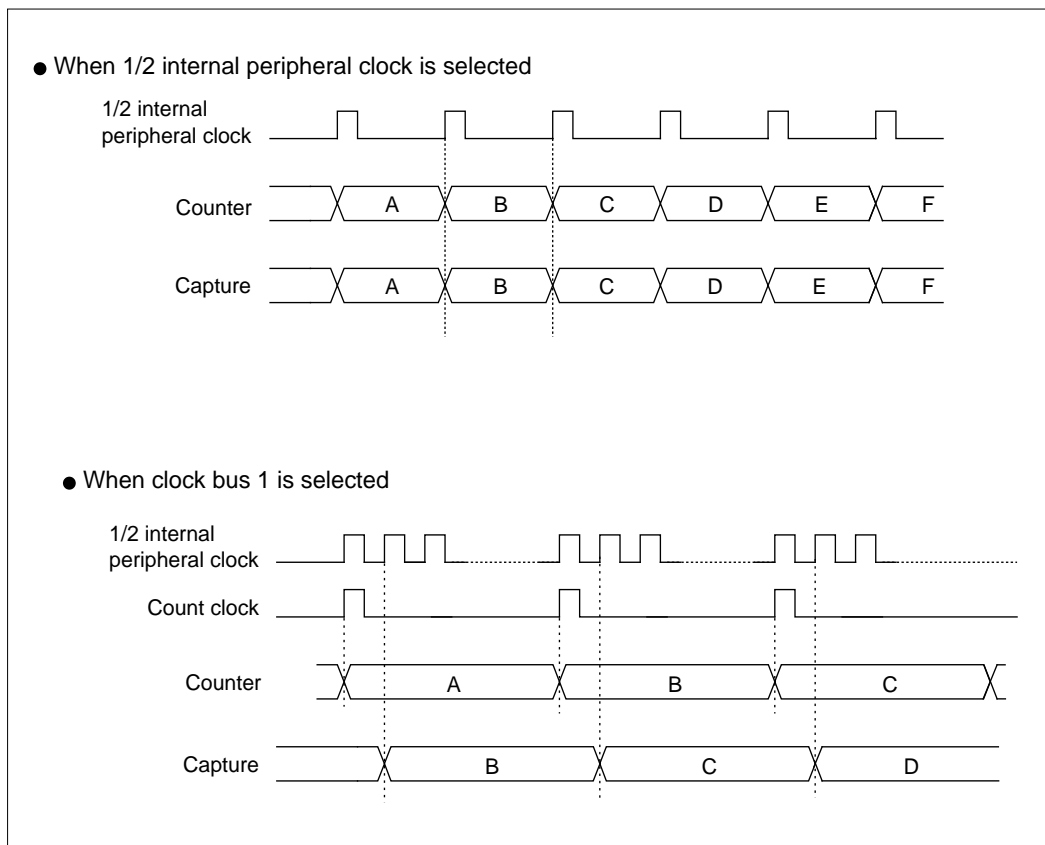 ● When 1/2 internal peripheral clock is selected
1/2 internal
peripheral clock
Counter A B C D E F
Capture A B C D E F
● When clock bus 1 is selected
1/2 internal
peripheral clock
Count clock
Counter A B C
Capture B C D